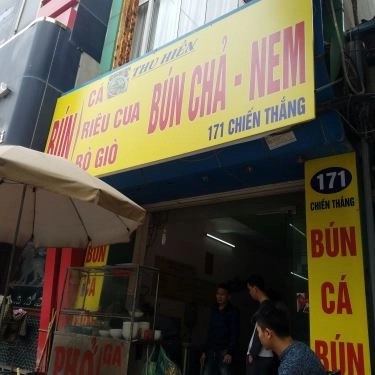 BÚN
CÁ
RIÊU CUA
BÒ GIÒ
THU HIỀN
BÚN CHẢ - NEM
171 CHIẾN THẮNG
171
CHIẾN THẮNG
BÚN
CÁ
BÚN
BÚN
CÁ
PHỞ GÀ